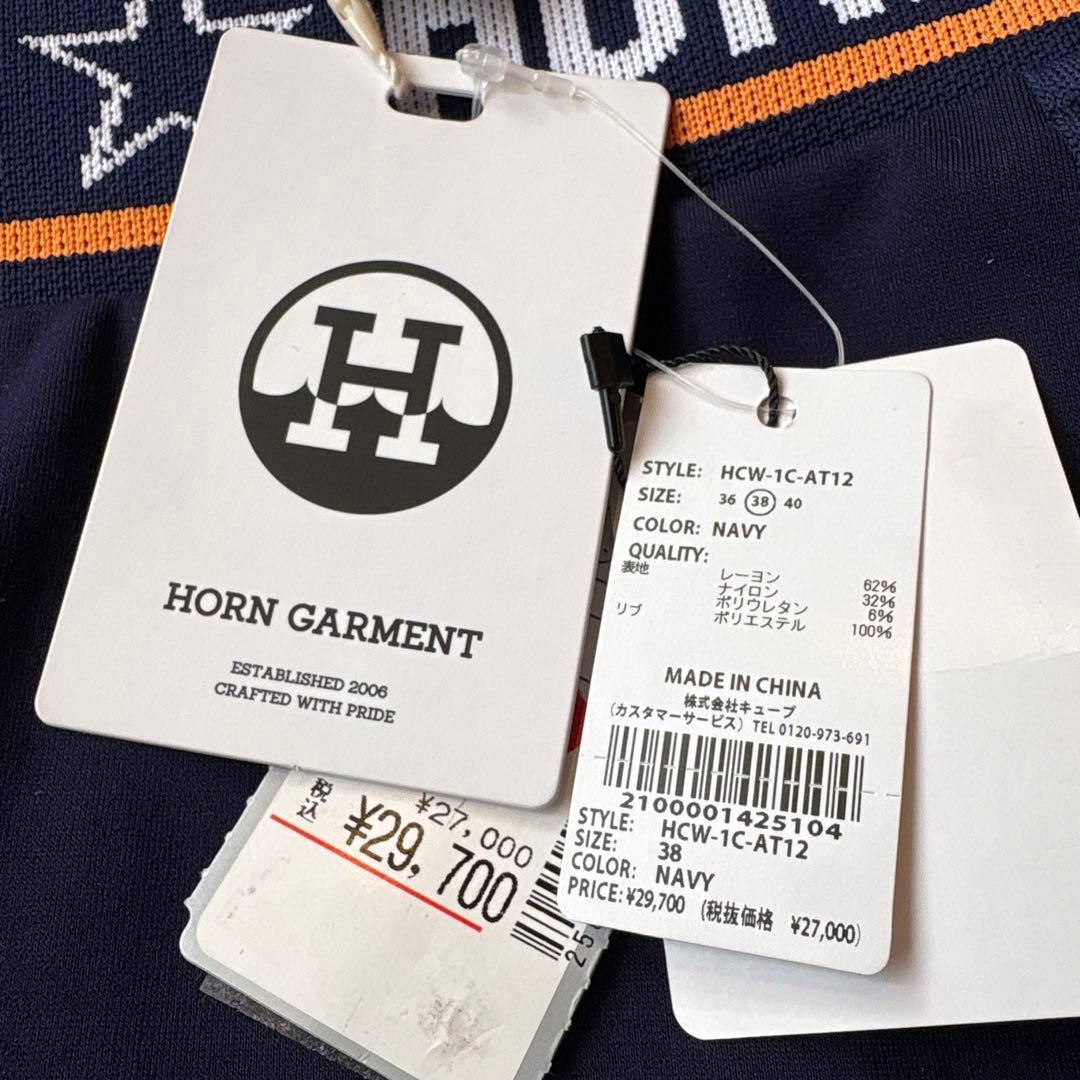 H
HORN GARMENT
ESTABLISHED 2006
CRAFTED WITH PRIDE
STYLE: HCW-1C-AT12
SIZE: 36 38 40
COLOR: NAVY
QUALITY:
表地 レーヨン 62%
ナイロン 32%
ポリウレタン 6%
リブ ポリエステル 100%
MADE IN CHINA
株式会社キューブ
(カスタマーサービス) TEL 0120-973-691
2100001425104
STYLE: HCW-1C-AT12
SIZE: 38
COLOR: NAVY
PRICE: ¥29,700 (税抜価格 ¥27,000)
¥27,000
税込 ¥29,700